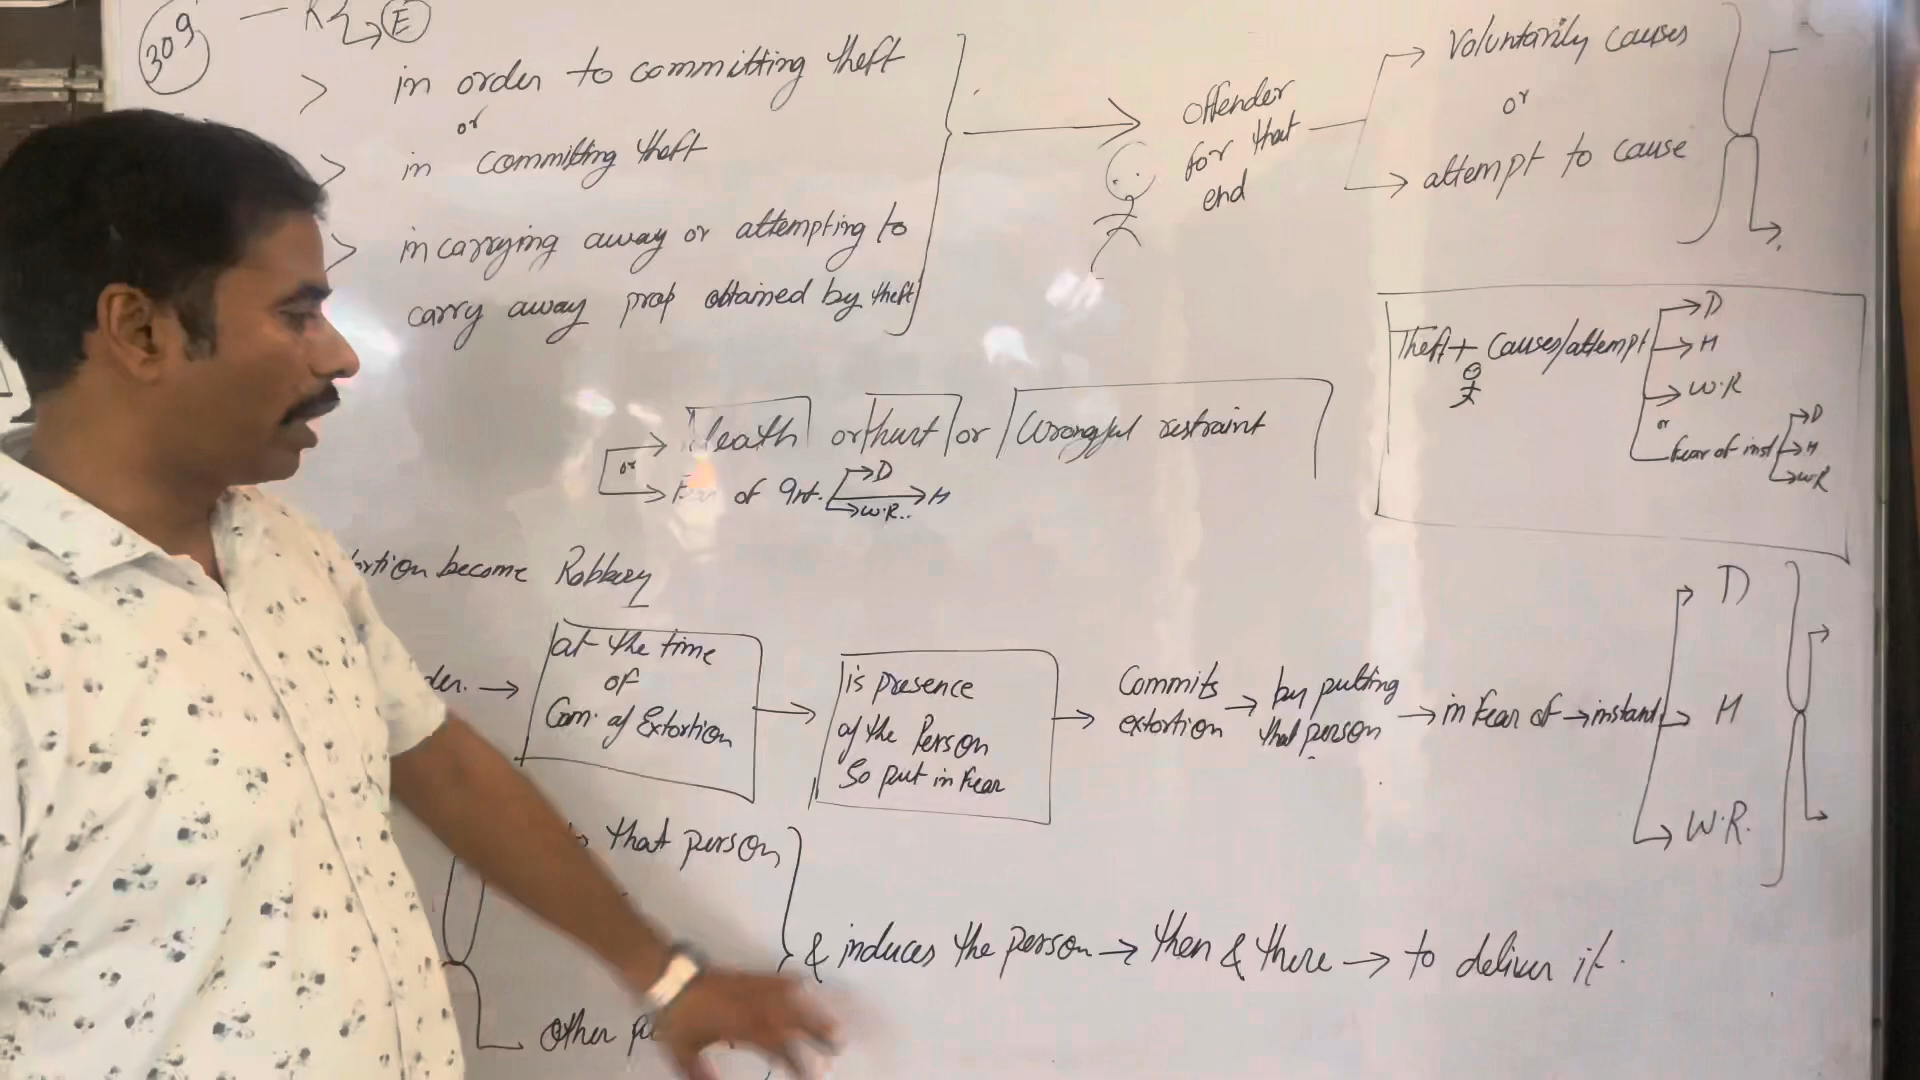 309 — R E
in order to committing theft
or
in committing theft
in carrying away or attempting to
carry away prop obtained by theft
offender
for that
end
Voluntarily causes
or
attempt to cause
Theft + Causes/attempt
D
H
W.R
or
fear of inst
D
H
W.R
death or hurt or wrongful restraint
or
Fear of Int.
D
H
W.R..
become Robbery
at the time
of
Com. of Extortion
is presence
of the Person
So put in fear
Commits
extortion
by putting
that person
in fear of
instant
D
H
W.R.
that person
Other
& induces the person → then & there → to deliver it.